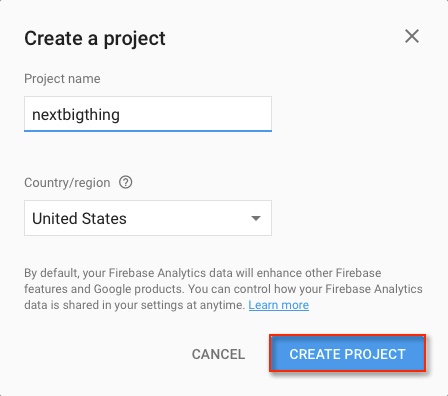 Create a project
Project name
nextbigthing
Country/region ?
United States
By default, your Firebase Analytics data will enhance other Firebase
features and Google products. You can control how your Firebase Analytics
data is shared in your settings at anytime. Learn more
CANCEL CREATE PROJECT